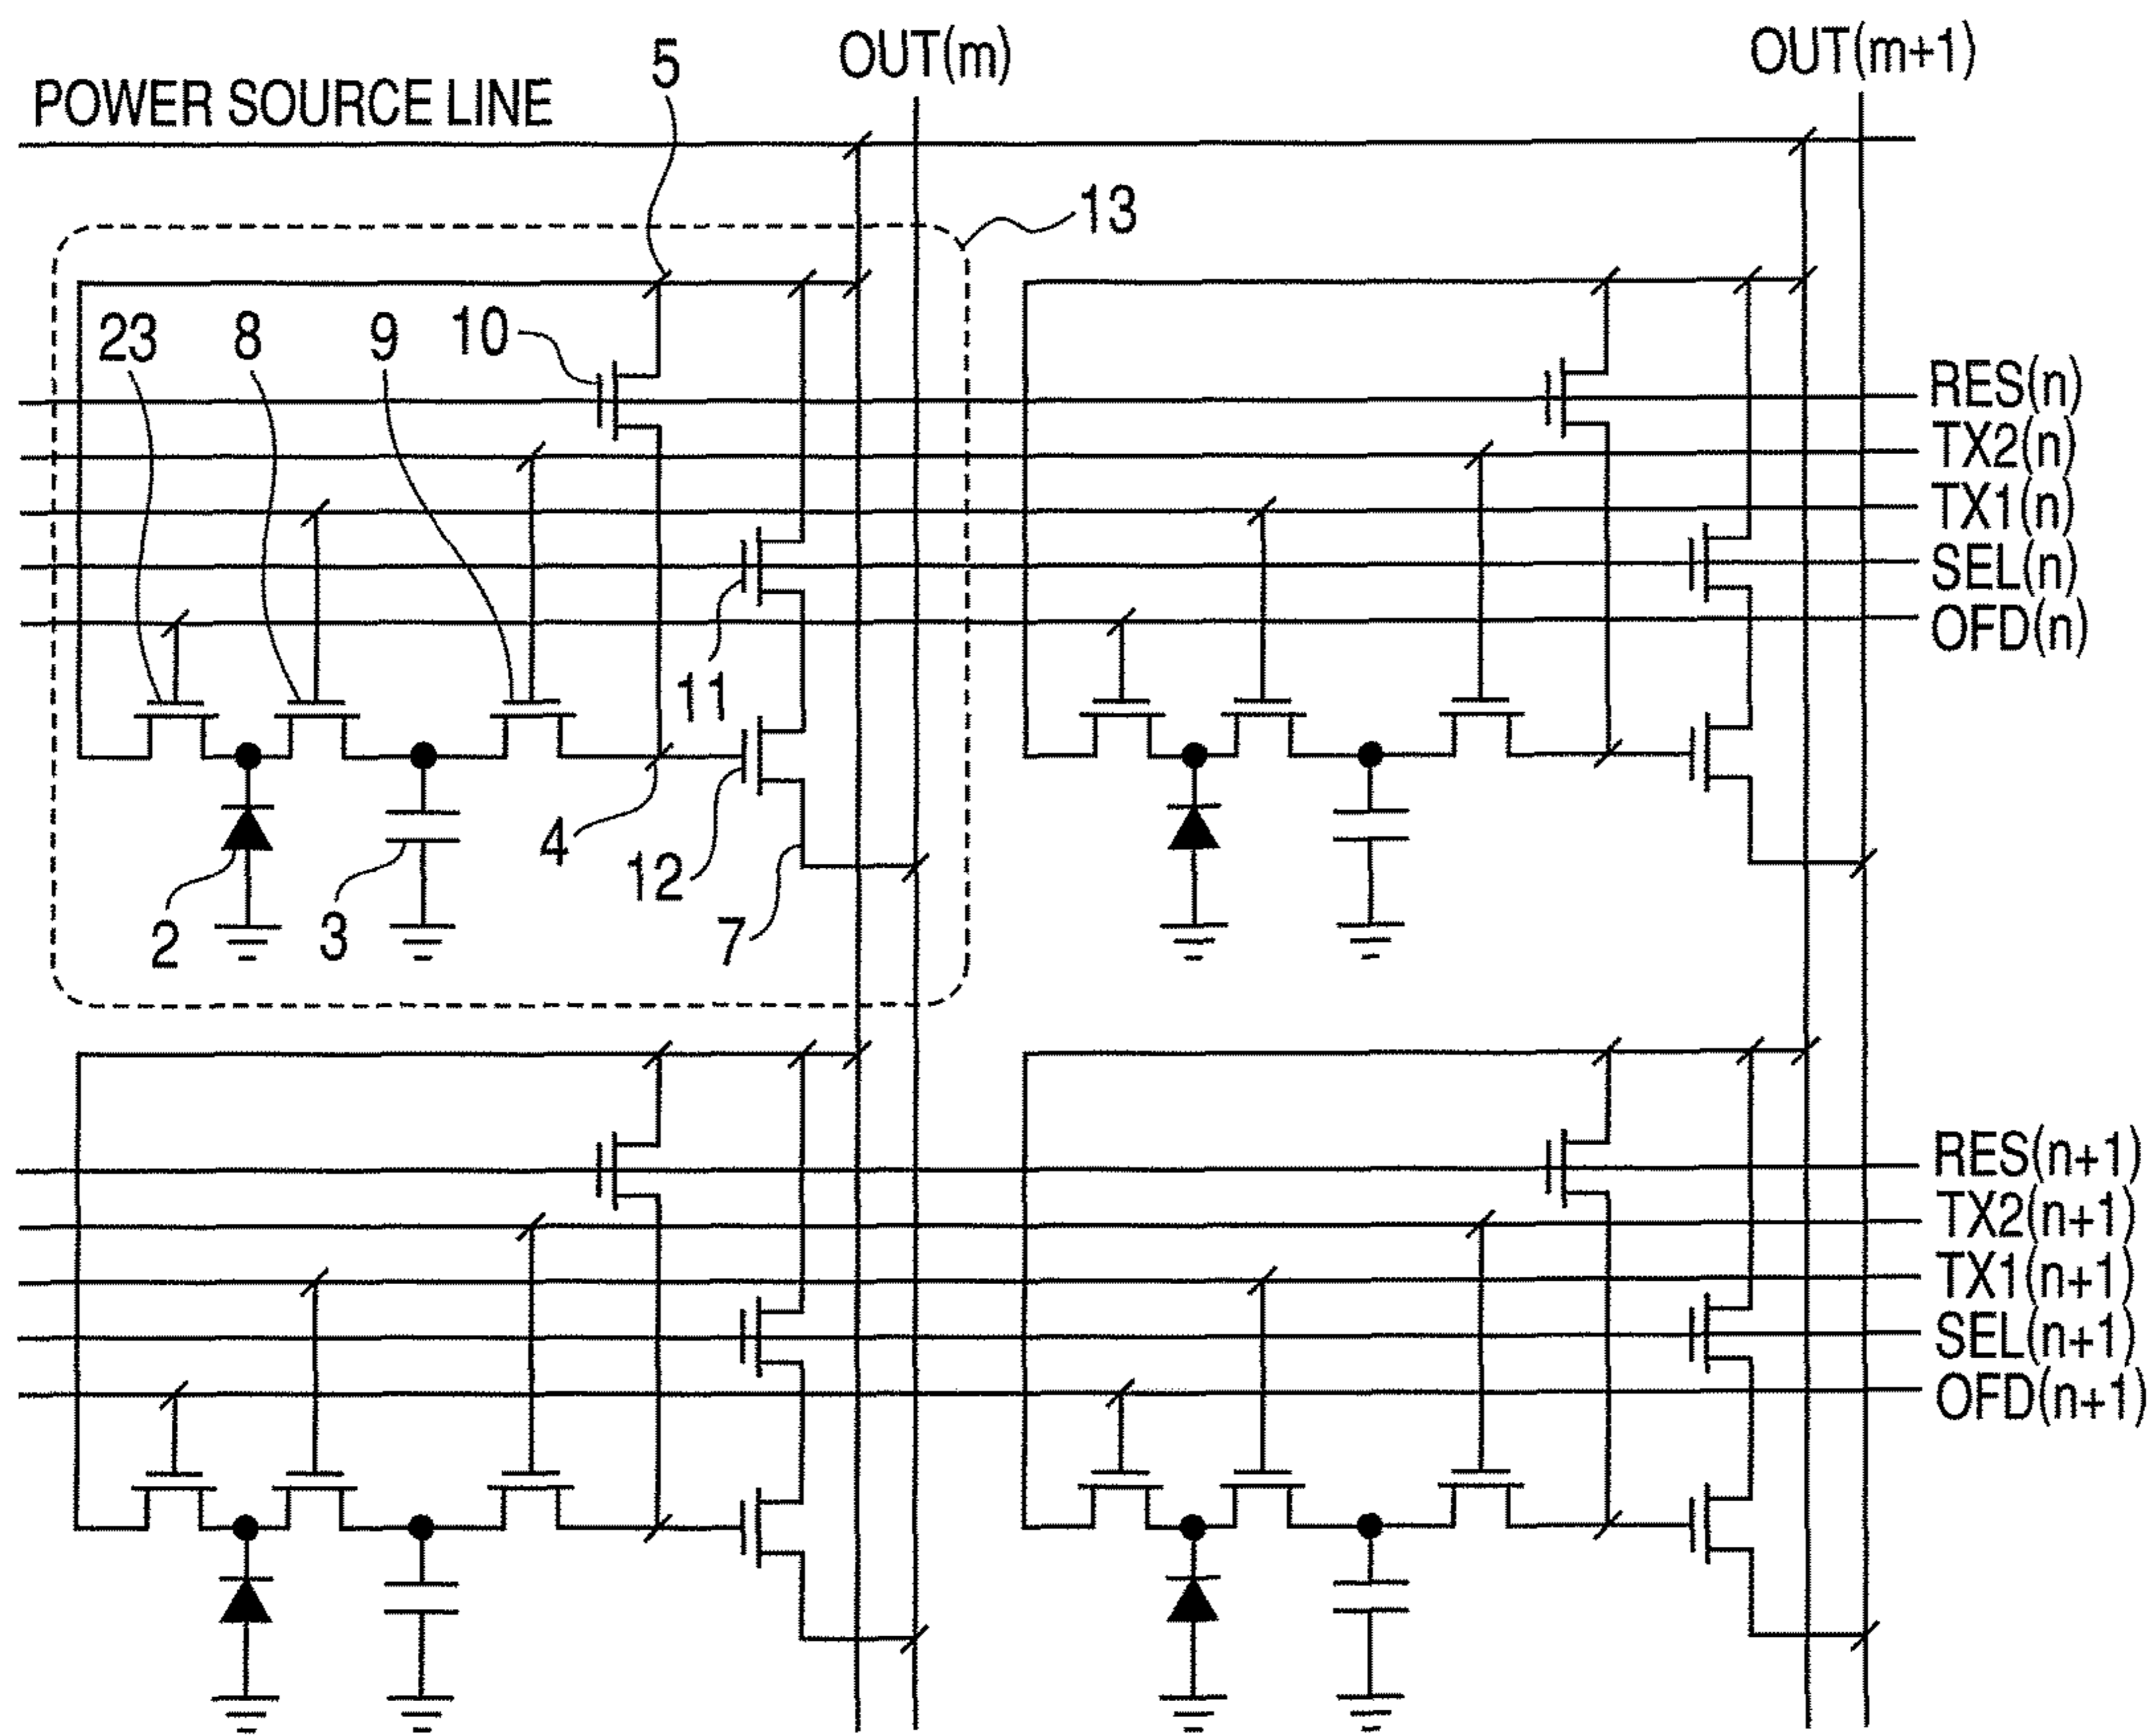 OUT(m)
OUT(m+1)
POWER SOURCE LINE
5
13
23
8
9
10
RES(n)
TX2(n)
TX1(n)
SEL(n)
OFD(n)
11
4
12
2
3
7
RES(n+1)
TX2(n+1)
TX1(n+1)
SEL(n+1)
OFD(n+1)